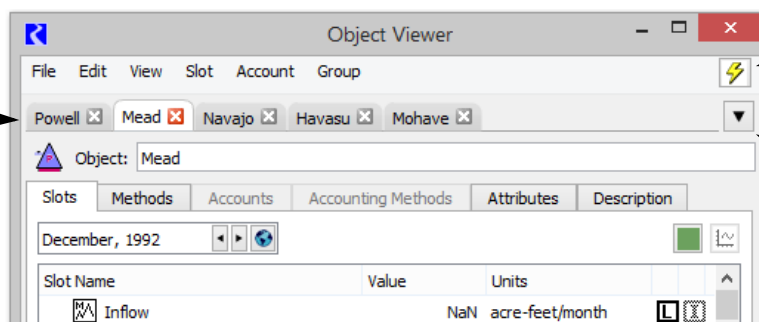 Object Viewer
File Edit View Slot Account Group
Powell Mead Navajo Havasu Mohave
Object: Mead
Slots Methods Accounts Accounting Methods Attributes Description
December, 1992
Slot Name Value Units
Inflow NaN acre-feet/month L I